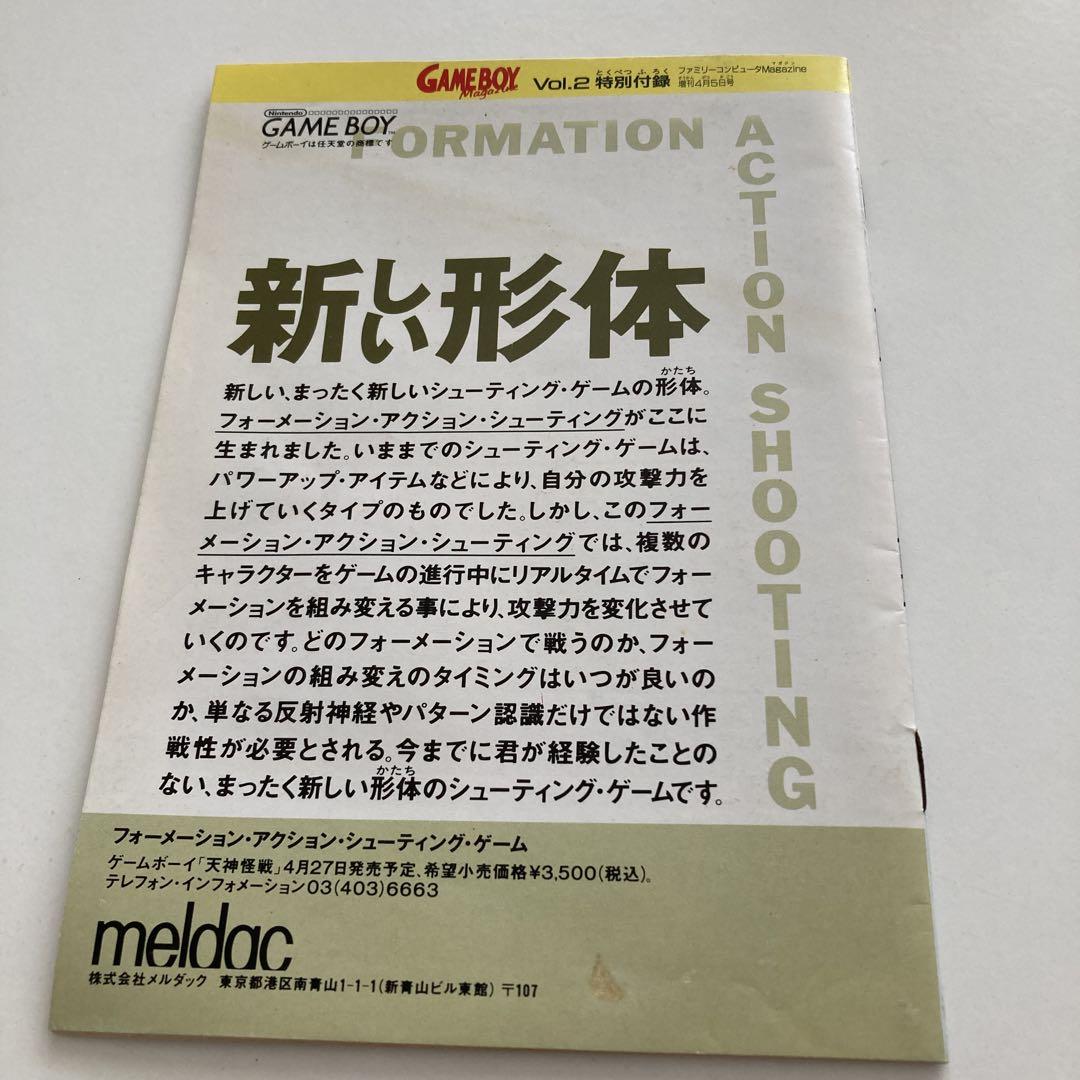 GAMEBOY Magazine Vol.2 特別付録 ファミリーコンピュータMagazine
とくべつ ふろく マガジン
増刊4月5日号
Nintendo
GAME BOY™
ゲームボーイは任天堂の商標です
FORMATION ACTION SHOOTING
新しい形体
かたち
新しい、まったく新しいシューティング・ゲームの形体。
フォーメーション・アクション・シューティングがここに
生まれました。いままでのシューティング・ゲームは、
パワーアップ・アイテムなどにより、自分の攻撃力を
上げていくタイプのものでした。しかし、このフォー
メーション・アクション・シューティングでは、複数の
キャラクターをゲームの進行中にリアルタイムでフォー
メーションを組み変える事により、攻撃力を変化させて
いくのです。どのフォーメーションで戦うのか、フォー
メーションの組み変えのタイミングはいつが良いの
か、単なる反射神経やパターン認識だけではない作
戦性が必要とされる。今までに君が経験したことの
かたち
ない、まったく新しい形体のシューティング・ゲームです。
フォーメーション・アクション・シューティング・ゲーム
ゲームボーイ「天神怪戦」4月27日発売予定、希望小売価格¥3,500(税込)。
テレフォン・インフォメーション03(403)6663
meldac
株式会社メルダック 東京都港区南青山1-1-1(新青山ビル東館) 〒107